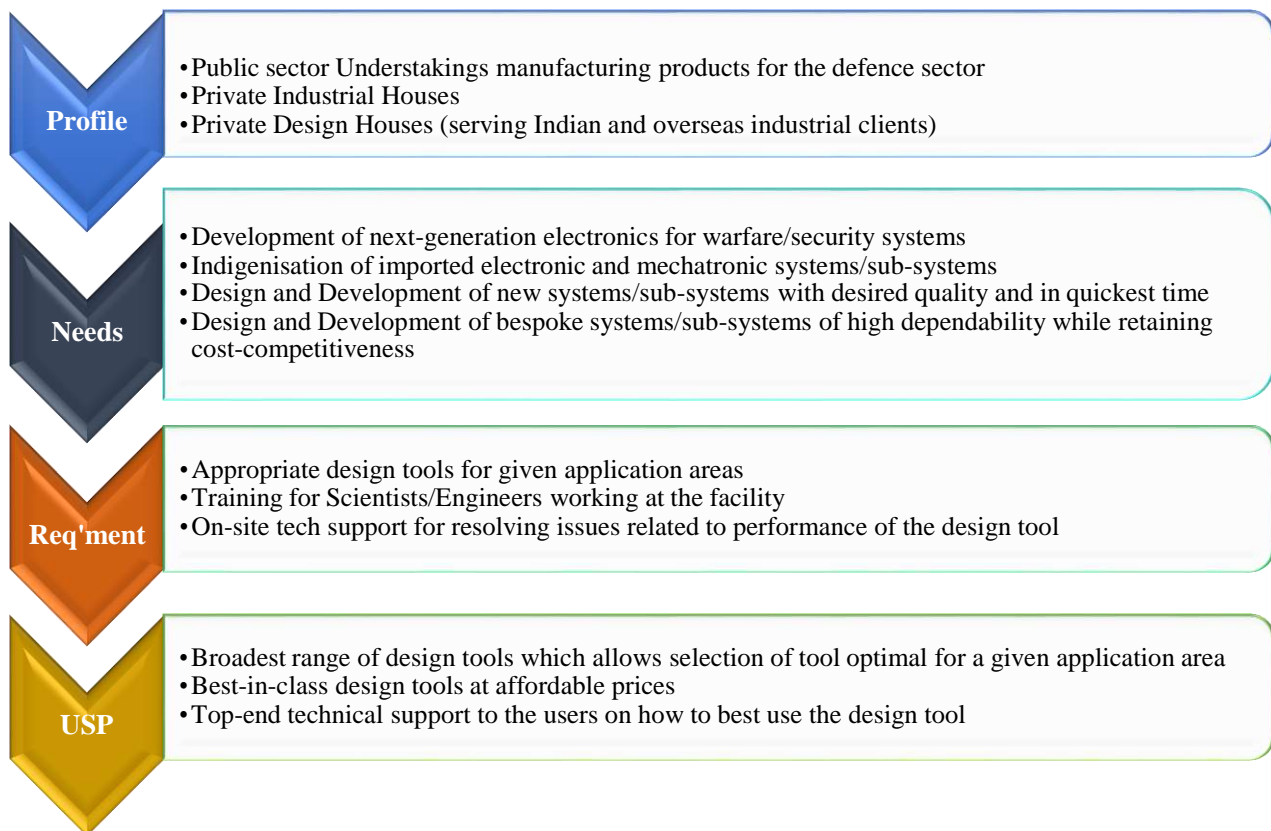 Profile
•Public sector Understakings manufacturing products for the defence sector
•Private Industrial Houses
•Private Design Houses (serving Indian and overseas industrial clients)
Needs
•Development of next-generation electronics for warfare/security systems
•Indigenisation of imported electronic and mechatronic systems/sub-systems
•Design and Development of new systems/sub-systems with desired quality and in quickest time
•Design and Development of bespoke systems/sub-systems of high dependability while retaining
cost-competitiveness
Req'ment
•Appropriate design tools for given application areas
•Training for Scientists/Engineers working at the facility
•On-site tech support for resolving issues related to performance of the design tool
USP
•Broadest range of design tools which allows selection of tool optimal for a given application area
•Best-in-class design tools at affordable prices
•Top-end technical support to the users on how to best use the design tool